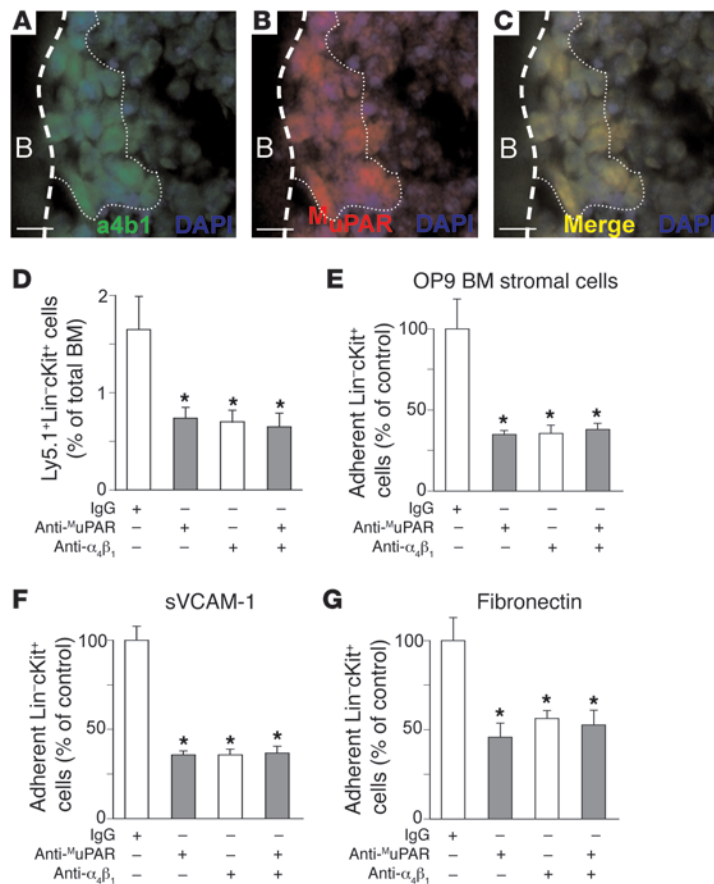 A
B
C
B
B
B
a4b1 DAPI
ᴹuPAR DAPI
Merge DAPI
D
Ly5.1⁺Lin⁻cKit⁺ cells
(% of total BM)
2
1
0
*
*
*
IgG + – – –
Anti-ᴹuPAR – + – +
Anti-α₄β₁ – – + +
E
OP9 BM stromal cells
Adherent Lin⁻cKit⁺
cells (% of control)
100
50
0
*
*
*
IgG + – – –
Anti-ᴹuPAR – + – +
Anti-α₄β₁ – – + +
F
sVCAM-1
Adherent Lin⁻cKit⁺
cells (% of control)
100
50
0
*
*
*
IgG + – – –
Anti-ᴹuPAR – + – +
Anti-α₄β₁ – – + +
G
Fibronectin
Adherent Lin⁻cKit⁺
cells (% of control)
100
50
0
*
*
*
IgG + – – –
Anti-ᴹuPAR – + – +
Anti-α₄β₁ – – + +